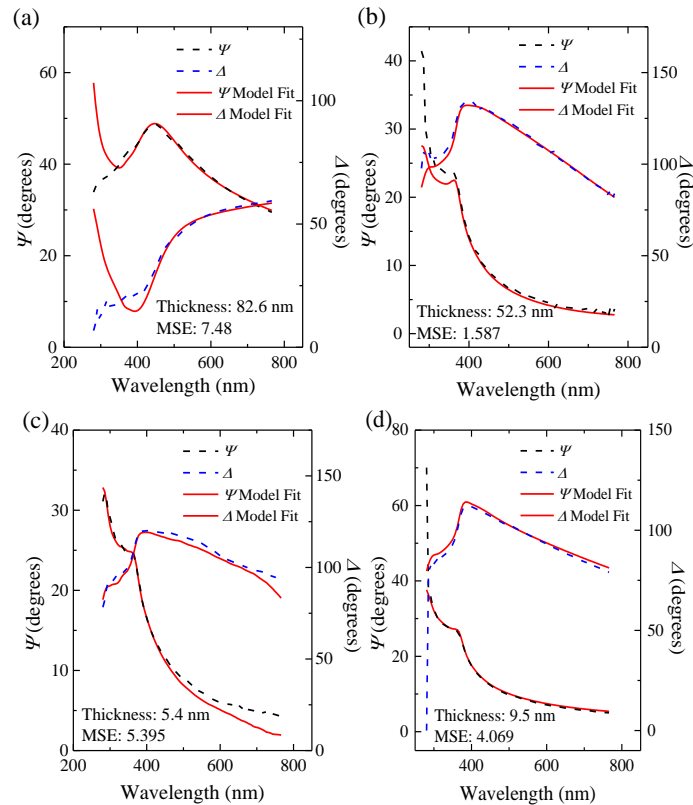 (a)
Ψ
Δ
Ψ Model Fit
Δ Model Fit
60
40
20
0
100
50
0
Ψ (degrees)
Δ (degrees)
Thickness: 82.6 nm
MSE: 7.48
200 400 600 800
Wavelength (nm)
(b)
Ψ
Δ
Ψ Model Fit
Δ Model Fit
40
30
20
10
0
150
100
50
0
Ψ (degrees)
Δ (degrees)
Thickness: 52.3 nm
MSE: 1.587
400 600 800
Wavelength (nm)
(c)
Ψ
Δ
Ψ Model Fit
Δ Model Fit
40
30
20
10
0
150
100
50
0
Ψ (degrees)
Δ (degrees)
Thickness: 5.4 nm
MSE: 5.395
200 400 600 800
Wavelength (nm)
(d)
Ψ
Δ
Ψ Model Fit
Δ Model Fit
80
60
40
20
0
150
100
50
0
Ψ (degrees)
Δ (degrees)
Thickness: 9.5 nm
MSE: 4.069
400 600 800
Wavelength (nm)